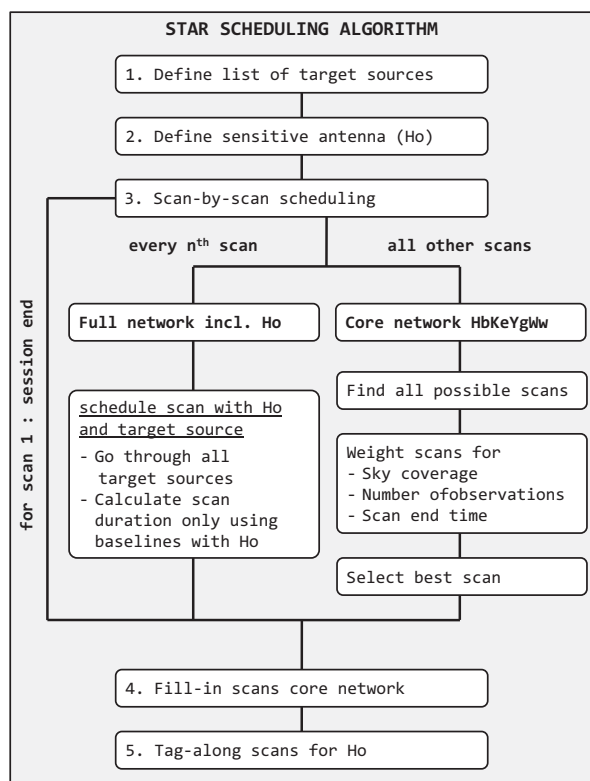 STAR SCHEDULING ALGORITHM
1. Define list of target sources
2. Define sensitive antenna (Ho)
3. Scan-by-scan scheduling
every nth scan
all other scans
for scan 1 : session end
Full network incl. Ho
schedule scan with Ho
and target source
- Go through all
target sources
- Calculate scan
duration only using
baselines with Ho
Core network HbKeYgWw
Find all possible scans
Weight scans for
- Sky coverage
- Number ofobservations
- Scan end time
Select best scan
4. Fill-in scans core network
5. Tag-along scans for Ho